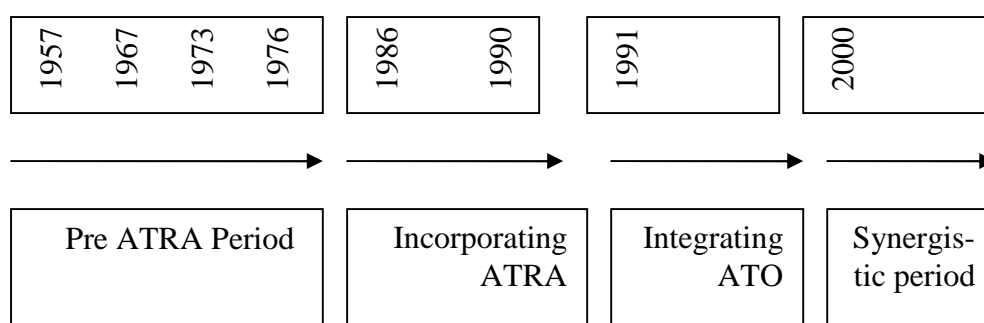 1957
1967
1973
1976
1986
1990
1991
2000
Pre ATRA Period
Incorporating
ATRA
Integrating
ATO
Synergis-
tic period